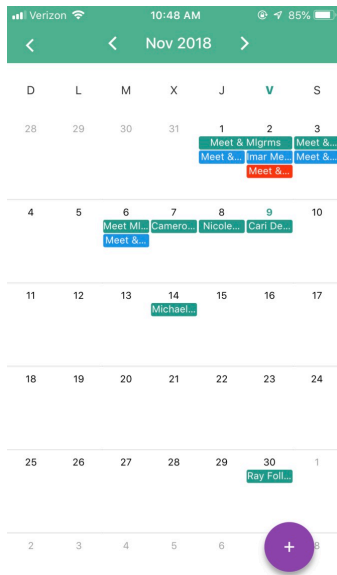 Verizon 10:48 AM 85%
Nov 2018
D L M X J V S
28 29 30 31 1 2 3
Meet & MIgrms Meet &...
Meet &... Imar Me... Meet &...
Meet &...
4 5 6 7 8 9 10
Meet MI... Camero... Nicole... Cari De...
Meet &...
11 12 13 14 15 16 17
Michael...
18 19 20 21 22 23 24
25 26 27 28 29 30 1
Ray Foll...
2 3 4 5 6 + 8